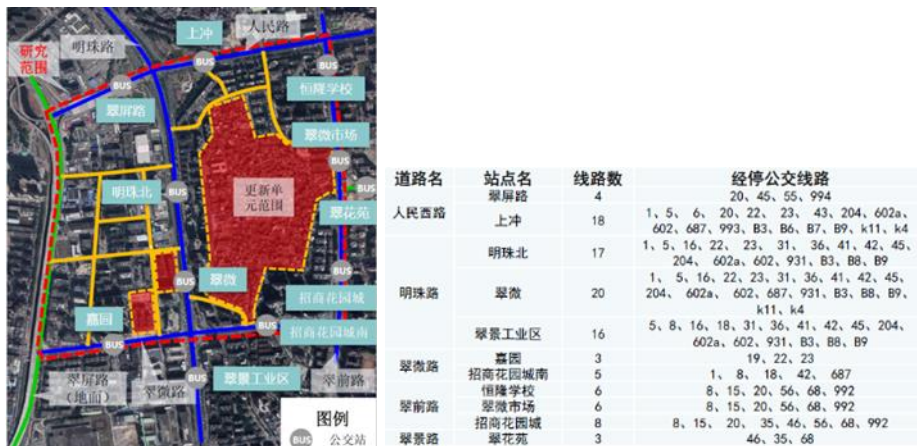 上冲
人民路
明珠路
研究
范围
BUS
BUS
BUS
恒隆学校
翠屏路
翠微市场
BUS
更新单
元范围
明珠北
BUS
BUS
翠花苑
BUS
翠微
招商花园城
嘉园
BUS
招商花园城南
BUS
翠屏路
(地面)
翠微路
BUS
翠景工业区
翠前路
图例
BUS 公交站
道路名 站点名 线路数 经停公交线路
人民西路 翠屏路 4 20、45、55、994
上冲 18 1、5、6、20、22、23、43、204、602a、
602、687、993、B3、B6、B7、B9、k11、k4
明珠路 明珠北 17 1、5、16、22、23、31、36、41、42、45、
204、602a、602、931、B3、B8、B9
翠微 20 1、5、16、22、23、31、36、41、42、45、
204、602a、602、687、931、B3、B8、B9、
k11、k4
翠景工业区 16 5、8、16、18、31、36、41、42、45、204、
602a、602、931、B3、B8、B9
翠微路 嘉园 3 19、22、23
招商花园城南 5 1、8、18、42、687
翠前路 恒隆学校 6 8、15、20、56、68、992
翠微市场 6 8、15、20、56、68、992
招商花园城 8 8、15、20、35、46、56、68、992
翠景路 翠花苑 3 46、35、68